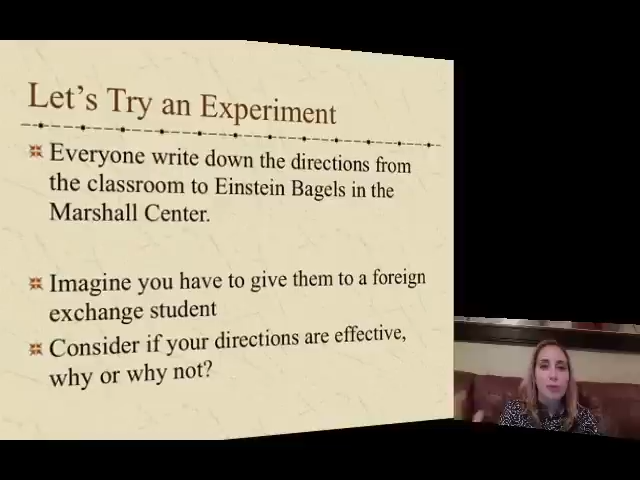 Let's Try an Experiment
Everyone write down the directions from
the classroom to Einstein Bagels in the
Marshall Center.
Imagine you have to give them to a foreign
exchange student
Consider if your directions are effective,
why or why not?